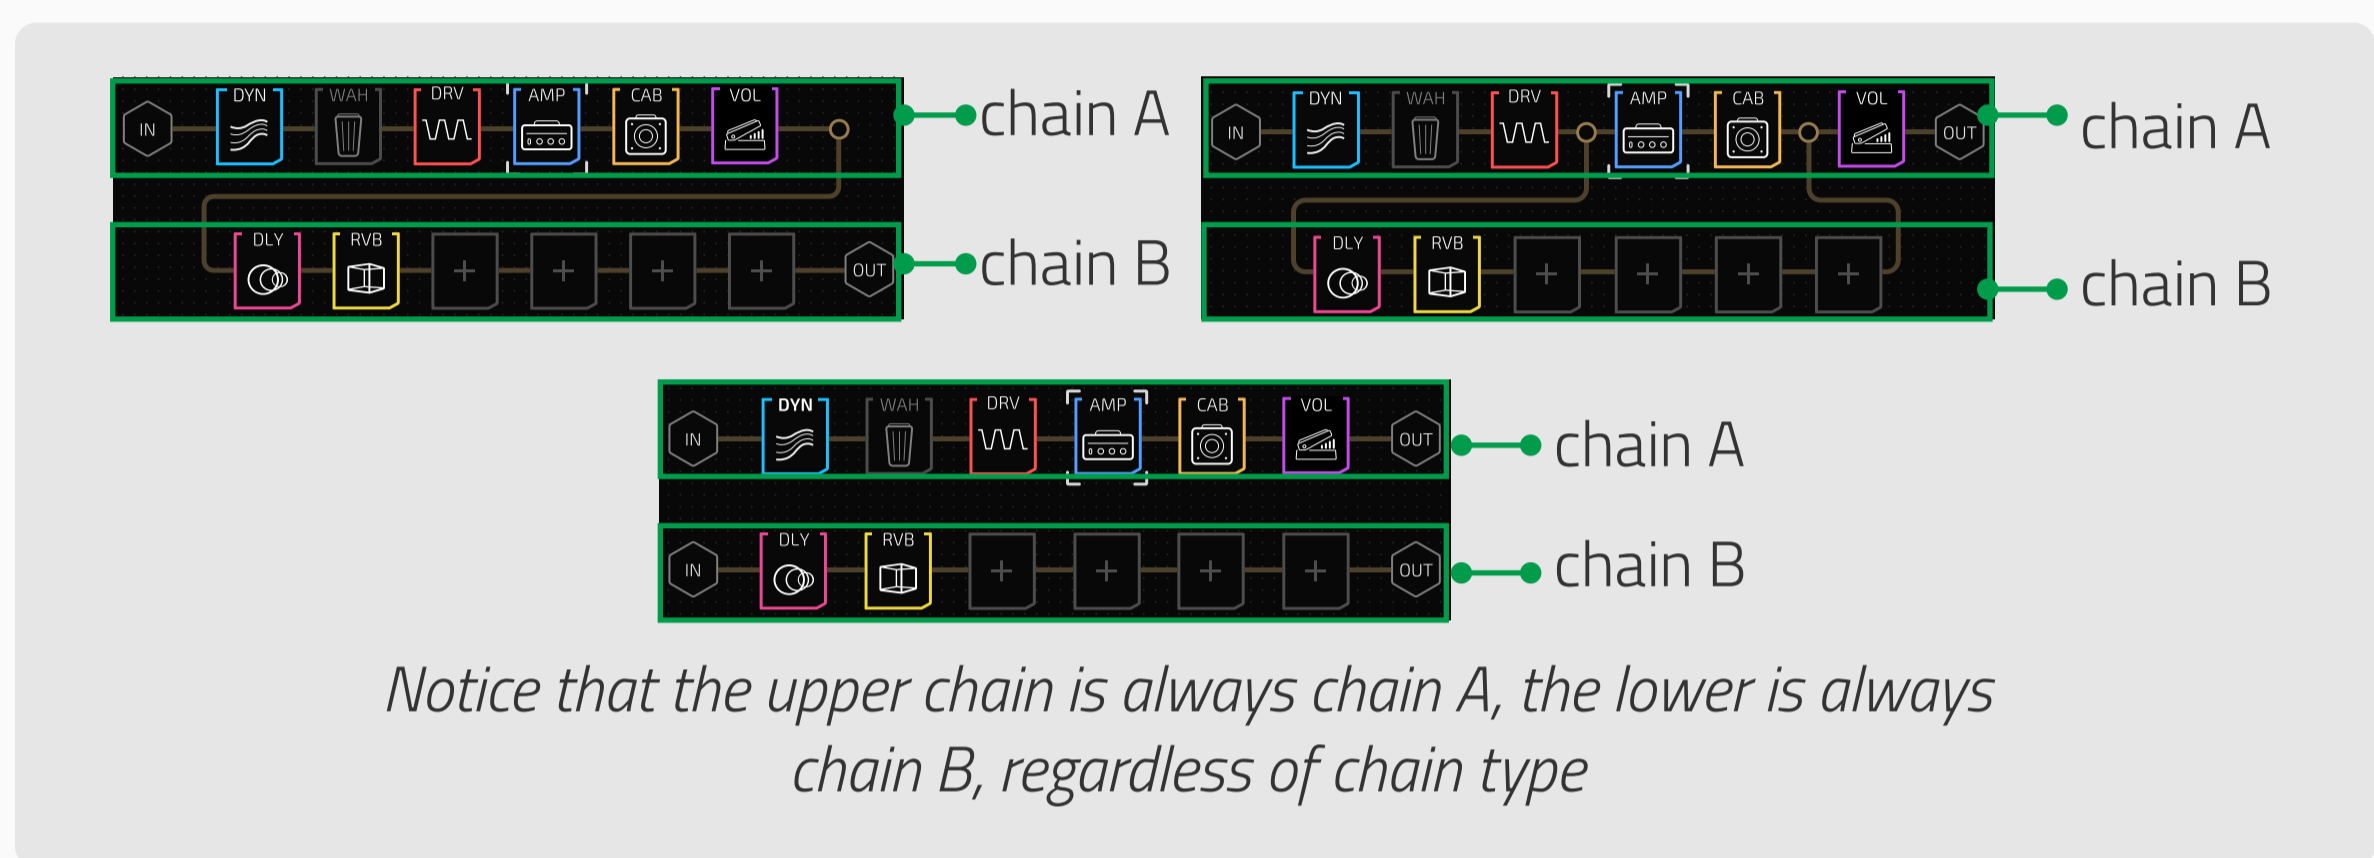 IN DYN WAH DRV AMP CAB VOL
chain A
DLY RVB + + + + OUT
chain B
IN DYN WAH DRV AMP CAB VOL OUT
chain A
DLY RVB + + + +
chain B
IN DYN WAH DRV AMP CAB VOL OUT
chain A
IN DLY RVB + + + + OUT
chain B
Notice that the upper chain is always chain A, the lower is always
chain B, regardless of chain type